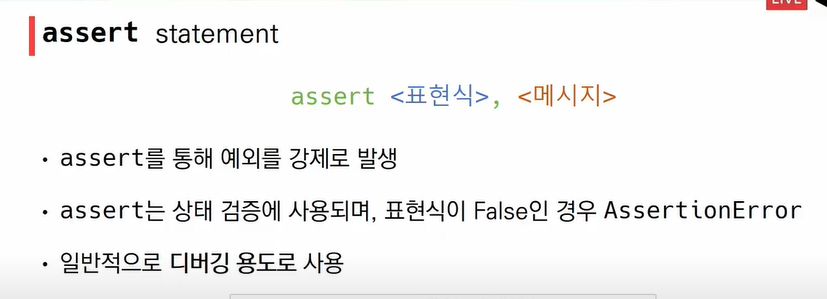 LIVE
assert statement
assert <표현식>, <메시지>
• assert를 통해 예외를 강제로 발생
• assert는 상태 검증에 사용되며, 표현식이 False인 경우 AssertionError
• 일반적으로 디버깅 용도로 사용